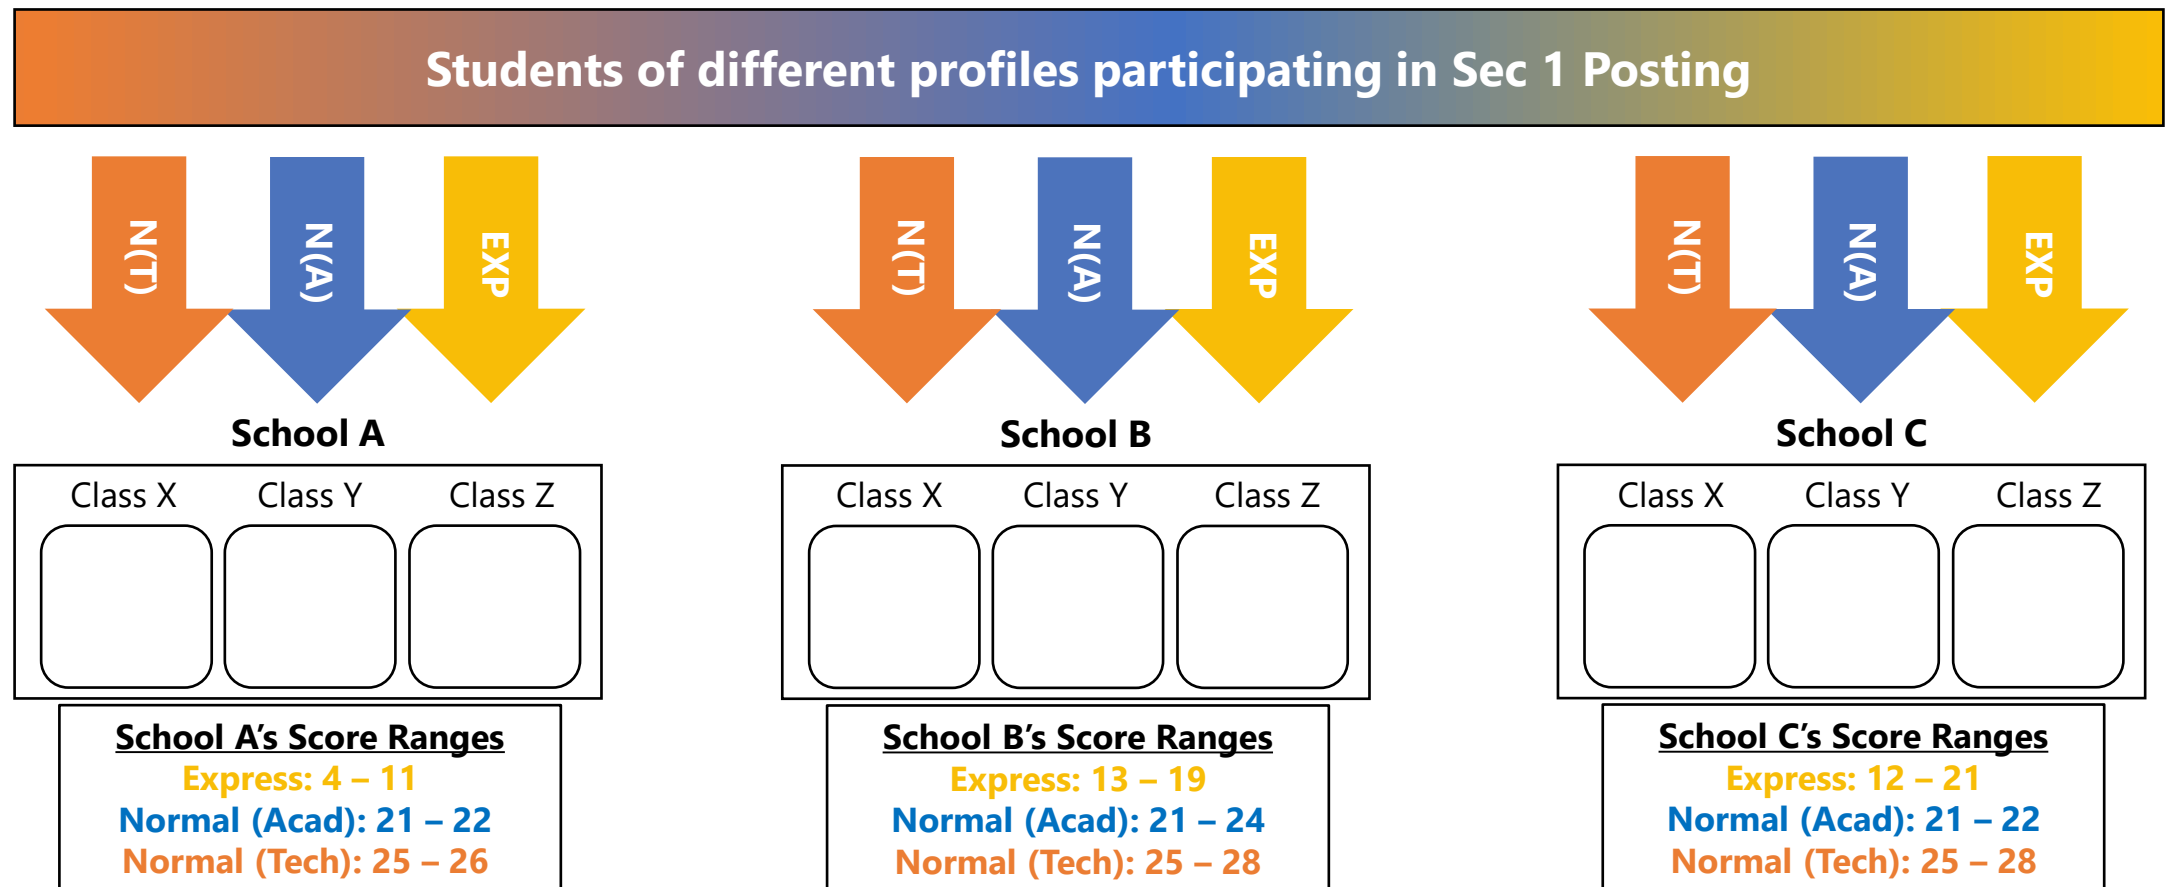 Students of different profiles participating in Sec 1 Posting
N(T)
N(A)
EXP
N(T)
N(A)
EXP
N(T)
N(A)
EXP
School A
Class X
Class Y
Class Z
School A's Score Ranges
Express: 4 – 11
Normal (Acad): 21 – 22
Normal (Tech): 25 – 26
School B
Class X
Class Y
Class Z
School B’s Score Ranges
Express: 13 – 19
Normal (Acad): 21 – 24
Normal (Tech): 25 – 28
School C
Class X
Class Y
Class Z
School C’s Score Ranges
Express: 12 – 21
Normal (Acad): 21 – 22
Normal (Tech): 25 – 28